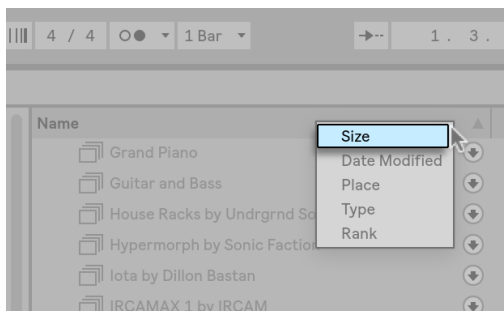 4 / 4 1 Bar 1 . 3 .
Name
Size
Date Modified
Place
Type
Rank
Grand Piano
Guitar and Bass
House Racks by Undrgrnd So
Hypermorph by Sonic Faction
Iota by Dillon Bastan
IRCAMAX 1 by IRCAM